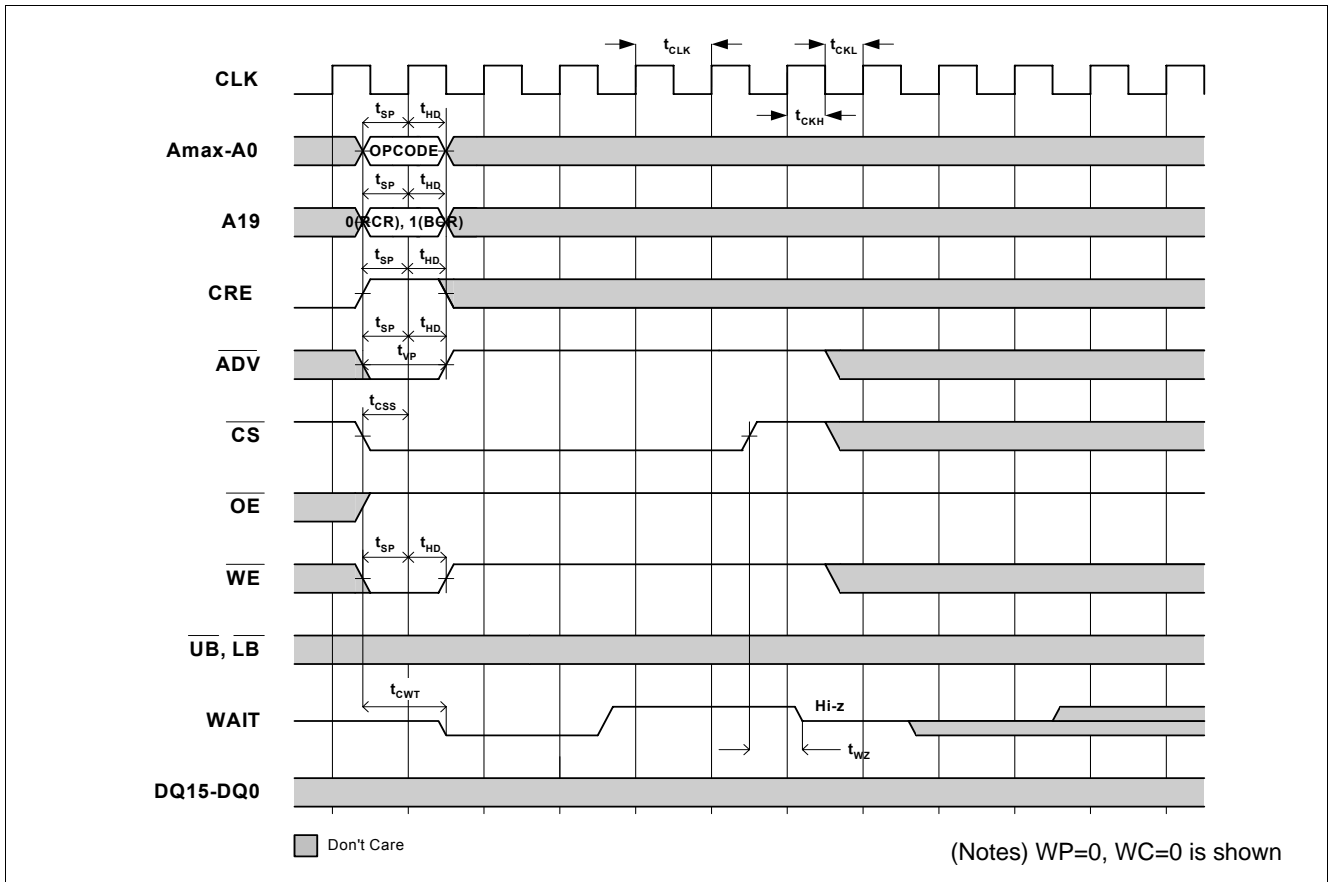 tCLK tCKL
CLK
tSP tHD tCKH
Amax-A0 OPCODE
tSP tHD
A19 0(RCR), 1(BCR)
tSP tHD
CRE
tSP tHD
ADV tVP
tCSS
CS
OE
tSP tHD
WE
UB, LB
tCWT
WAIT Hi-z
tWZ
DQ15-DQ0
Don't Care
(Notes) WP=0, WC=0 is shown